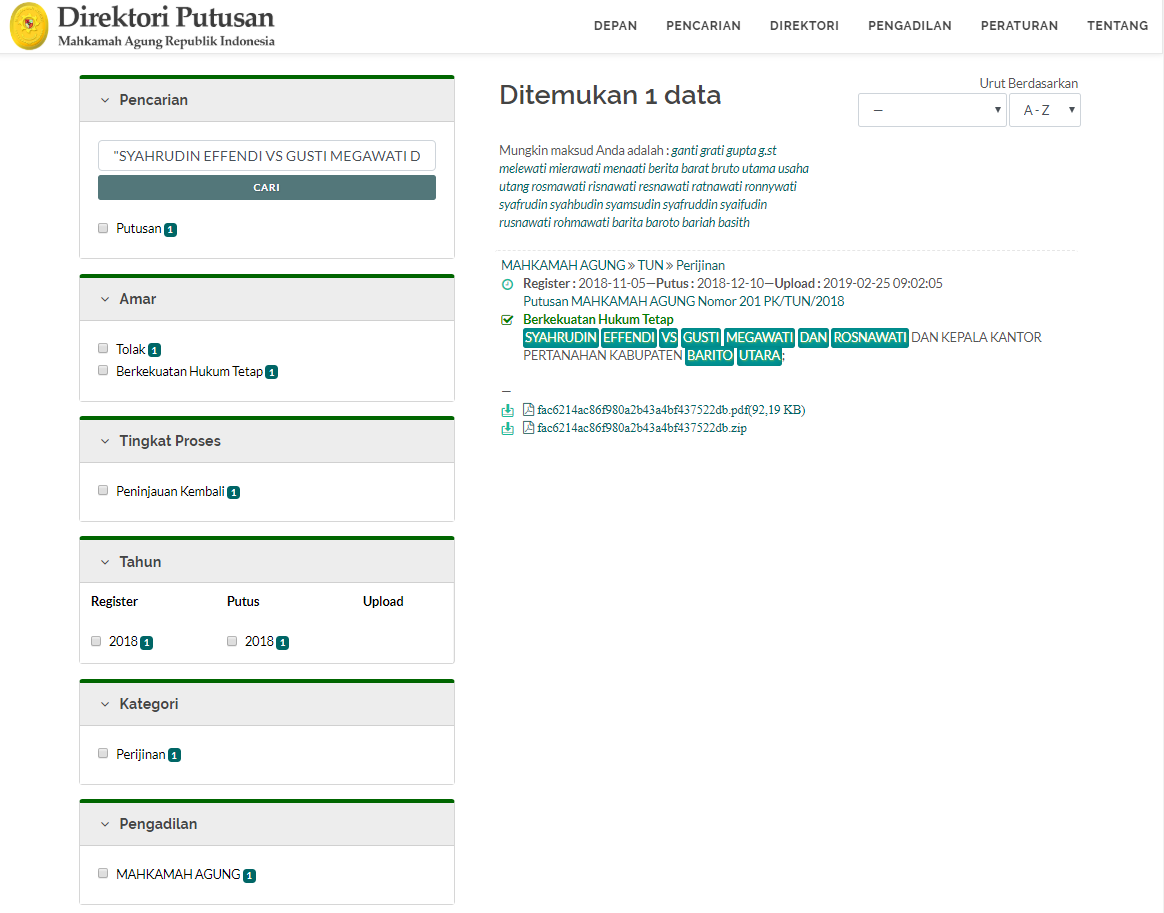 Direktori Putusan
Mahkamah Agung Republik Indonesia
DEPAN PENCARIAN DIREKTORI PENGADILAN PERATURAN TENTANG
Pencarian
"SYAHRUDIN EFFENDI VS GUSTI MEGAWATI D
CARI
Putusan 1
Amar
Tolak 1
Berkekuatan Hukum Tetap 1
Tingkat Proses
Peninjauan Kembali 1
Tahun
Register Putus Upload
2018 1 2018 1
Kategori
Perijinan 1
Pengadilan
MAHKAMAH AGUNG 1
Ditemukan 1 data
Urut Berdasarkan
— A - Z
Mungkin maksud Anda adalah : ganti grati gupta g.st
melewati mierawati menaati berita barat bruto utama usaha
utang rosmawati risnawati resnawati ratnawati ronnywati
syafrudin syahbudin syamsudin syafruddin syaifudin
rusnawati rohmawati barita baroto bariah basith
MAHKAMAH AGUNG » TUN » Perijinan
Register : 2018-11-05—Putus : 2018-12-10—Upload : 2019-02-25 09:02:05
Putusan MAHKAMAH AGUNG Nomor 201 PK/TUN/2018
Berkekuatan Hukum Tetap
SYAHRUDIN EFFENDI VS GUSTI MEGAWATI DAN ROSNAWATI DAN KEPALA KANTOR
PERTANAHAN KABUPATEN BARITO UTARA;
—
fac6214ac86f980a2b43a4bf437522db.pdf(92,19 KB)
fac6214ac86f980a2b43a4bf437522db.zip